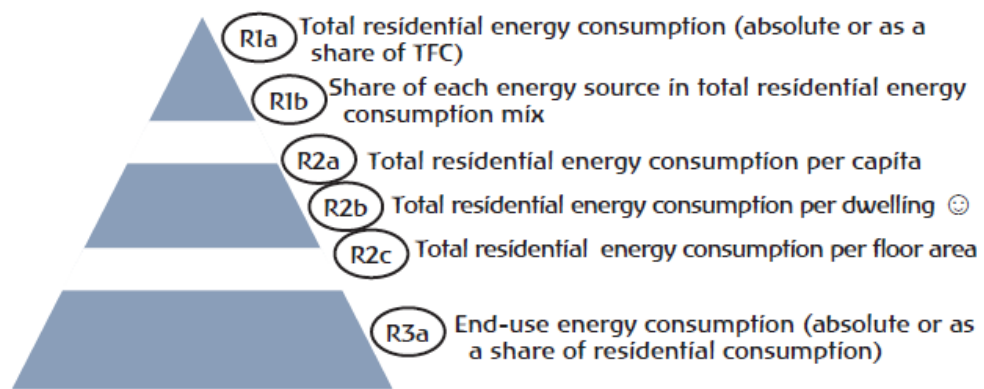 R1a Total residential energy consumption (absolute or as a
share of TFC)
R1b Share of each energy source in total residential energy
consumption mix
R2a Total residential energy consumption per capita
R2b Total residential energy consumption per dwelling ☺
R2c Total residential energy consumption per floor area
R3a End-use energy consumption (absolute or as
a share of residential consumption)